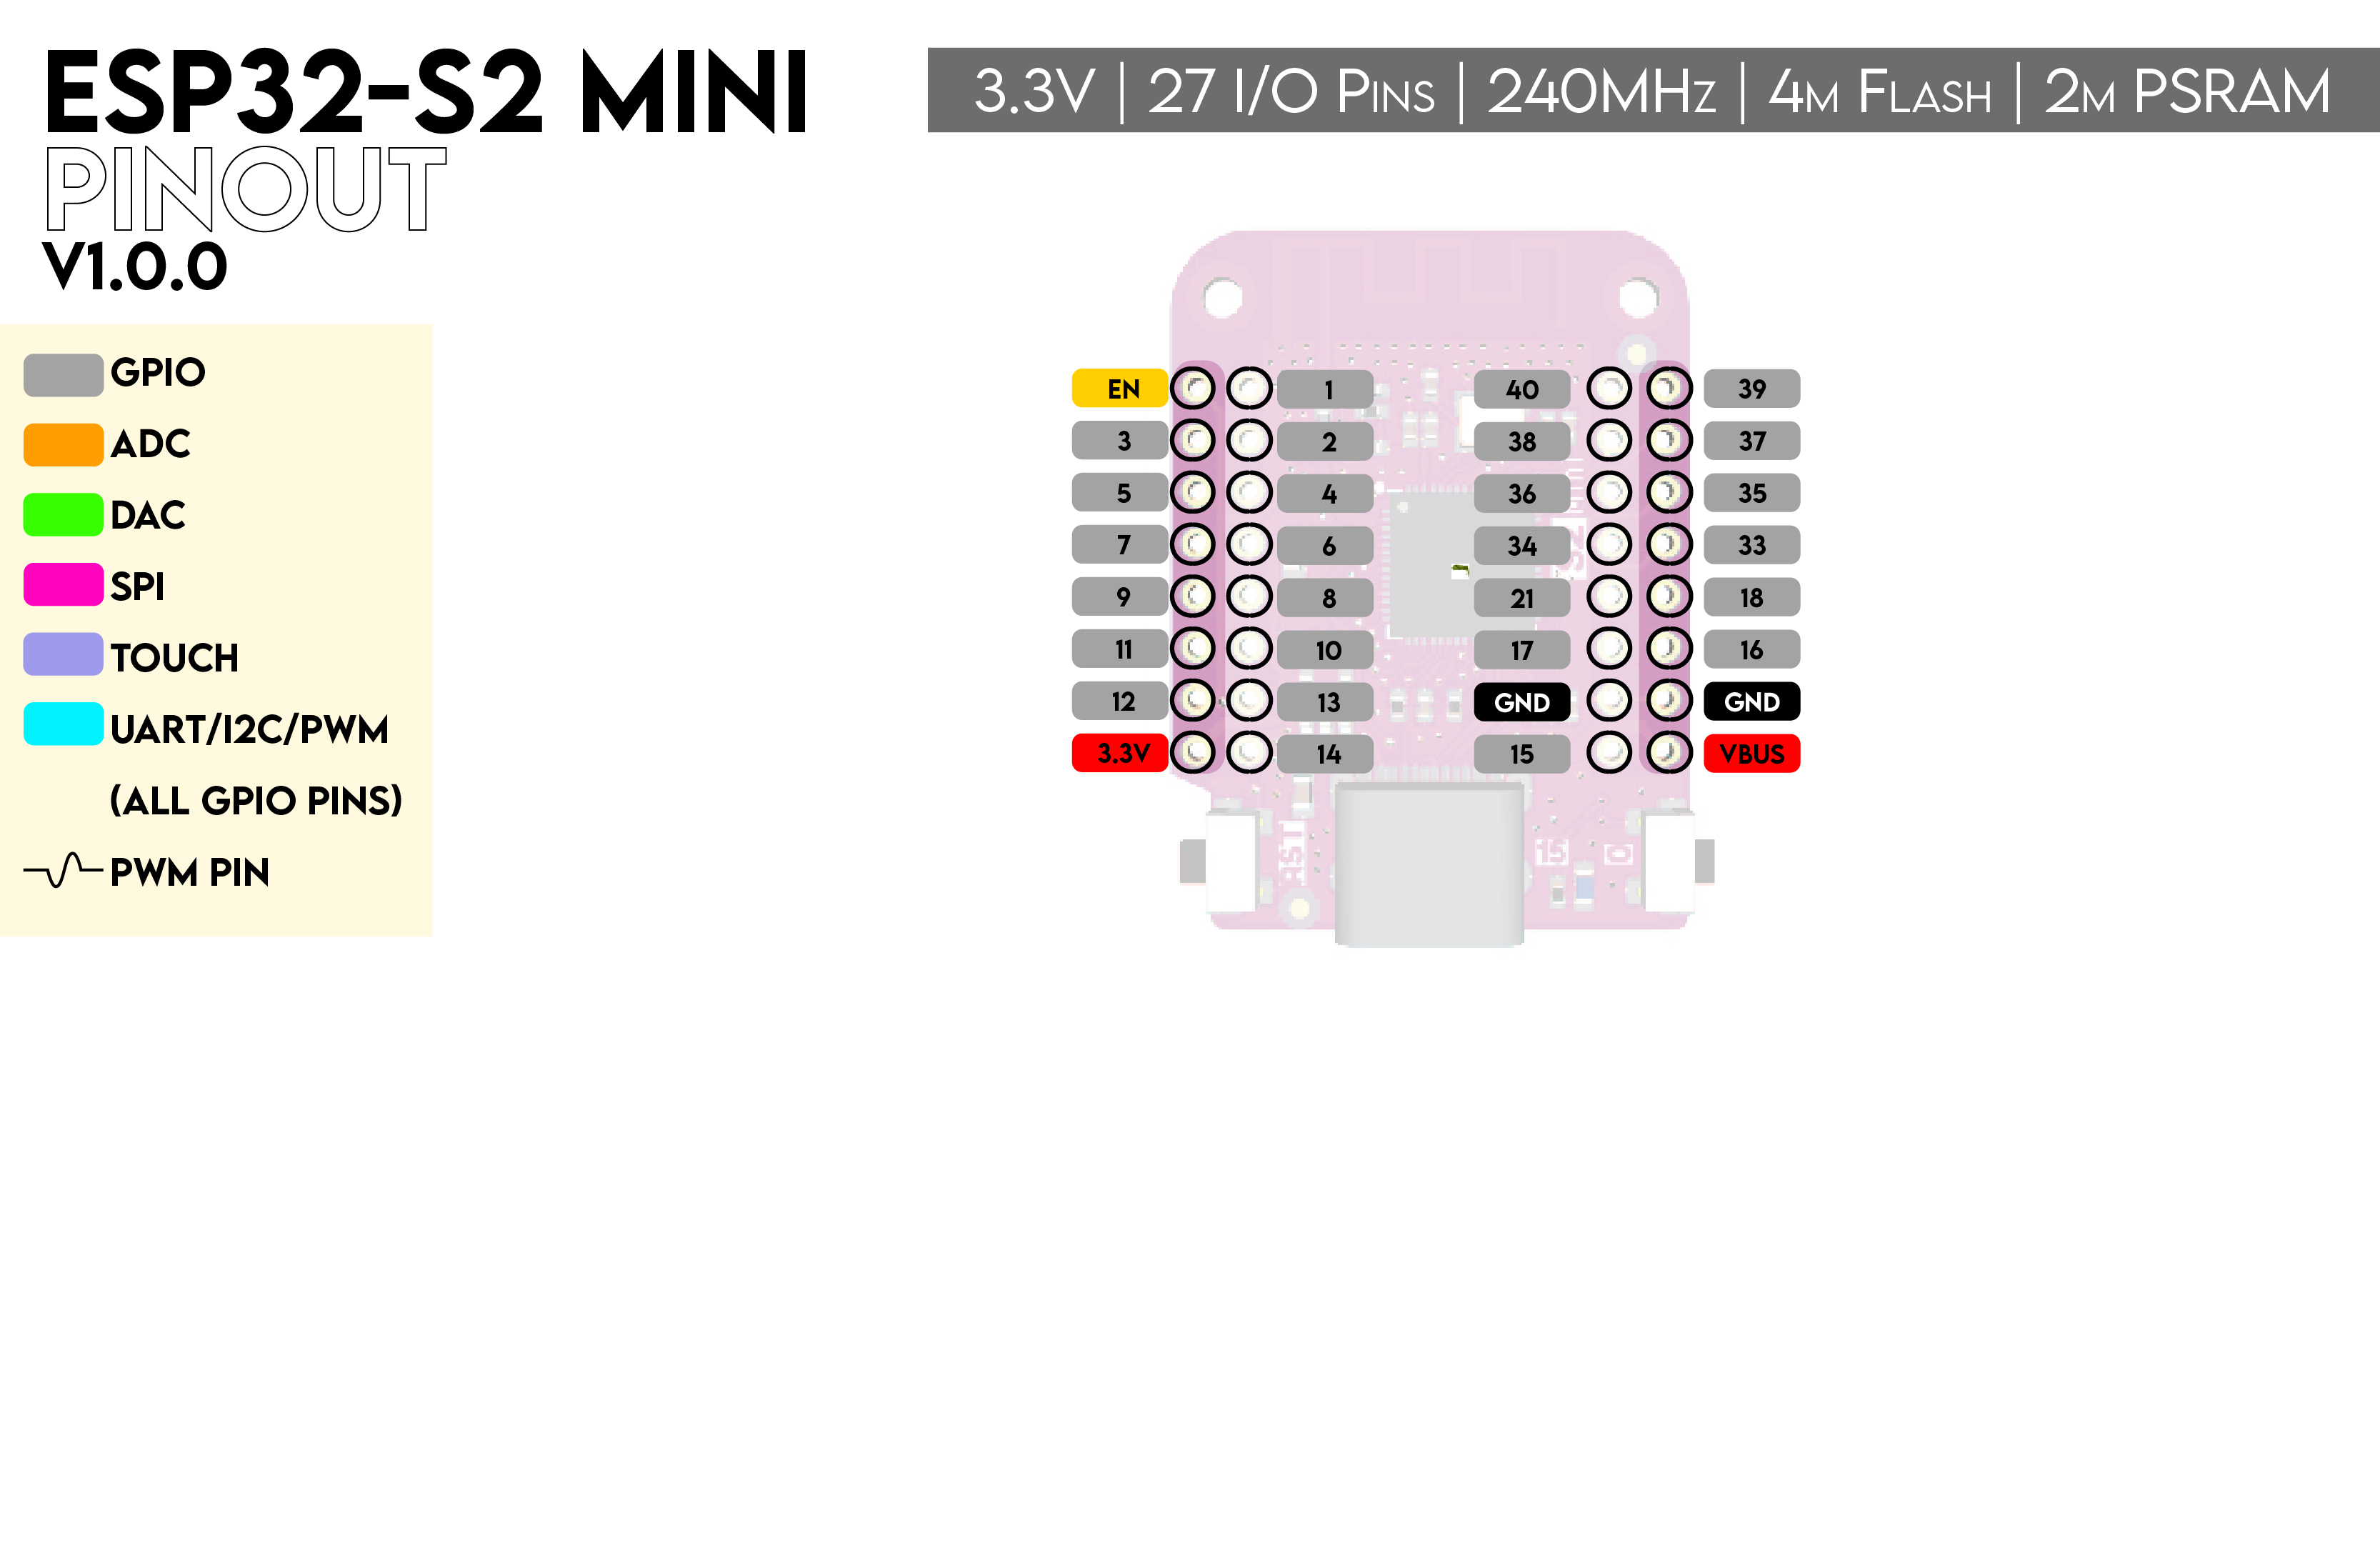 ESP32-S2 MINI
PINOUT
V1.0.0
3.3V | 27 I/O PINS | 240MHZ | 4M FLASH | 2M PSRAM
GPIO
ADC
DAC
SPI
TOUCH
UART/I2C/PWM
(ALL GPIO PINS)
PWM PIN
EN 1 40 39
3 2 38 37
5 4 36 35
7 6 34 33
9 8 21 18
11 10 17 16
12 13 GND GND
3.3V 14 15 VBUS
RST 15 0